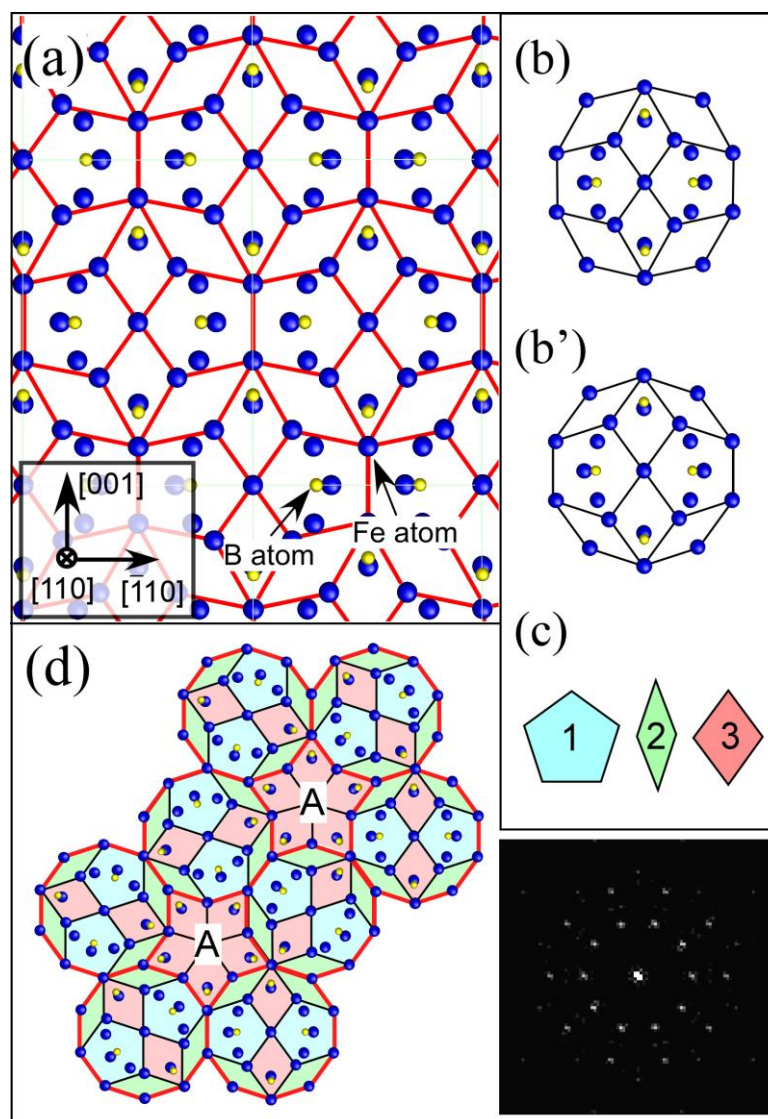 (a)
[001]
[110]
[1̄10]
B atom
Fe atom
(b)
(b')
(c)
1
2
3
(d)
A
A